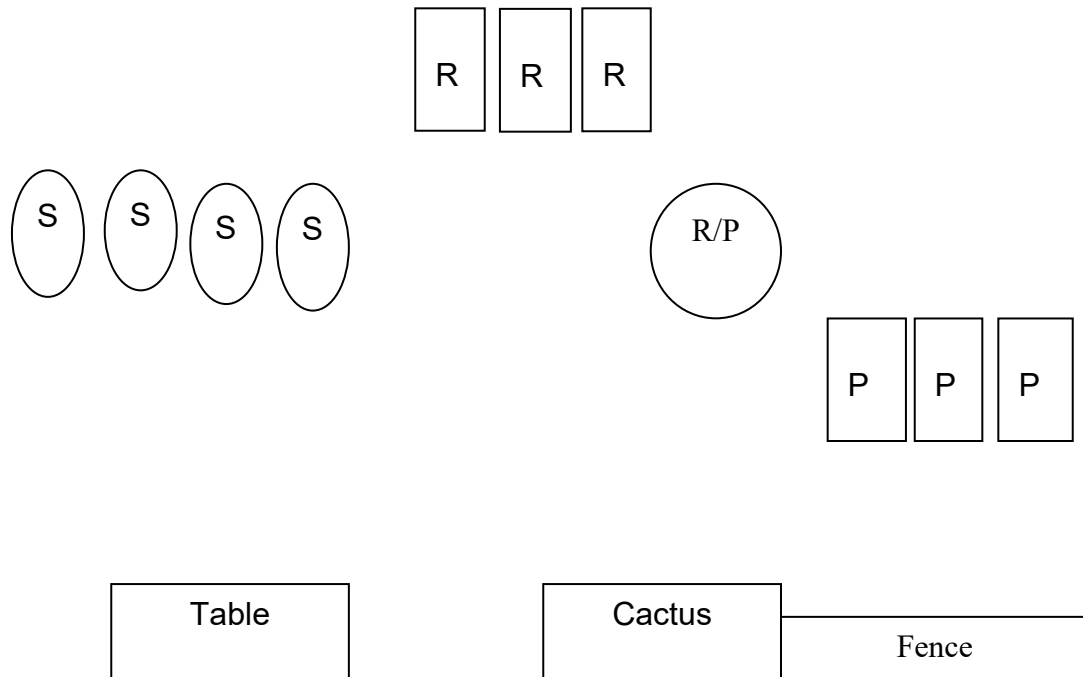 R R R
S S S S
R/P
P P P
Table Cactus
Fence